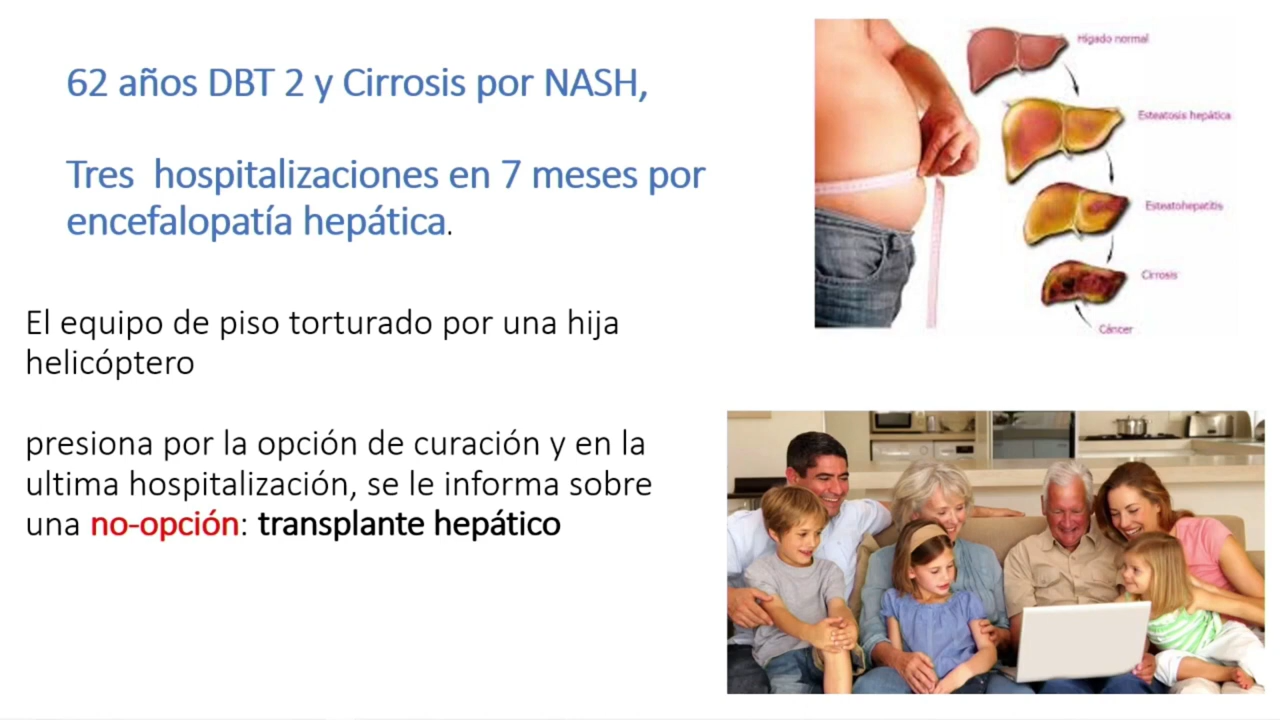 62 años DBT 2 y Cirrosis por NASH,
Tres  hospitalizaciones en 7 meses por
encefalopatía hepática.
El equipo de piso torturado por una hija
helicóptero
presiona por la opción de curación y en la
ultima hospitalización, se le informa sobre
una no-opción: transplante hepático
Hígado normal
Esteatosis hepática
Esteatohepatitis
Cirrosis
Cáncer